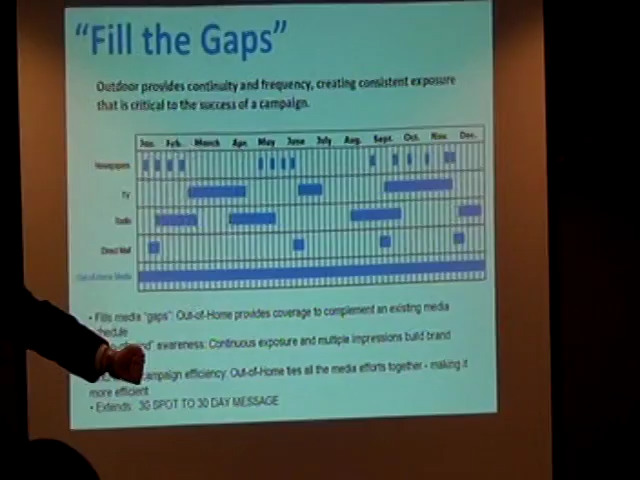 “Fill the Gaps”
Outdoor provides continuity and frequency, creating consistent exposure
that is critical to the success of a campaign.
Jan. Feb. March Apr. May June July Aug. Sept. Oct. Nov. Dec.
Newspapers
TV
Radio
Direct Mail
Out-of-Home Media
• Fills media “gaps”: Out-of-Home provides coverage to complement an existing media
schedule
awareness: Continuous exposure and multiple impressions build brand
campaign efficiency: Out-of-Home ties all the media efforts together - making it
more efficient
• Extends: 30 SPOT TO 30 DAY MESSAGE